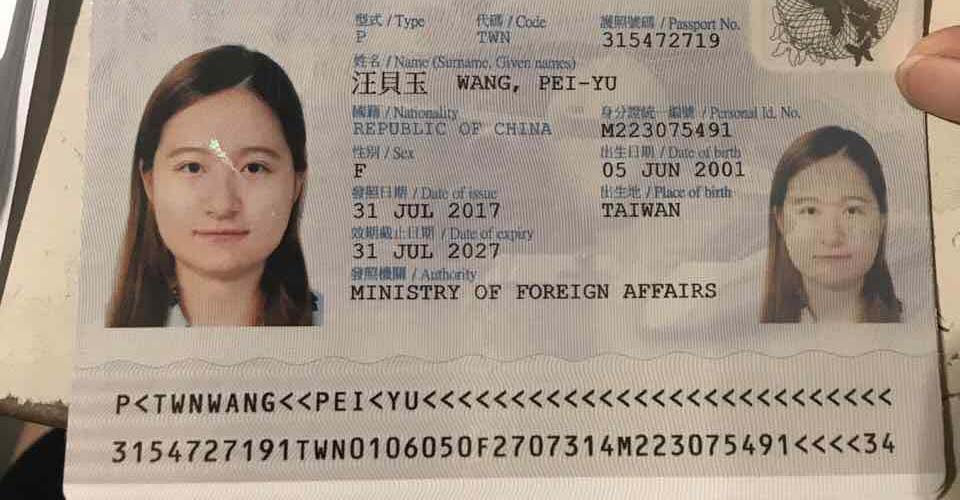 型式 / Type 代碼 / Code 護照號碼 / Passport No.
P TWN 315472719
姓名 / Name (Surname, Given names)
汪貝玉 WANG, PEI-YU
國籍 / Nationality 身分證統一編號 / Personal Id. No.
REPUBLIC OF CHINA M223075491
性別 / Sex 出生日期 / Date of birth
F 05 JUN 2001
發照日期 / Date of issue 出生地 / Place of birth
31 JUL 2017 TAIWAN
效期截止日期 / Date of expiry
31 JUL 2027
發照機關 / Authority
MINISTRY OF FOREIGN AFFAIRS
P<TWNWANG<<PEI<YU<<<<<<<<<<<<<<<<<<<<<<<<<<<
3154727191TWN0106050F2707314M223075491<<<<34